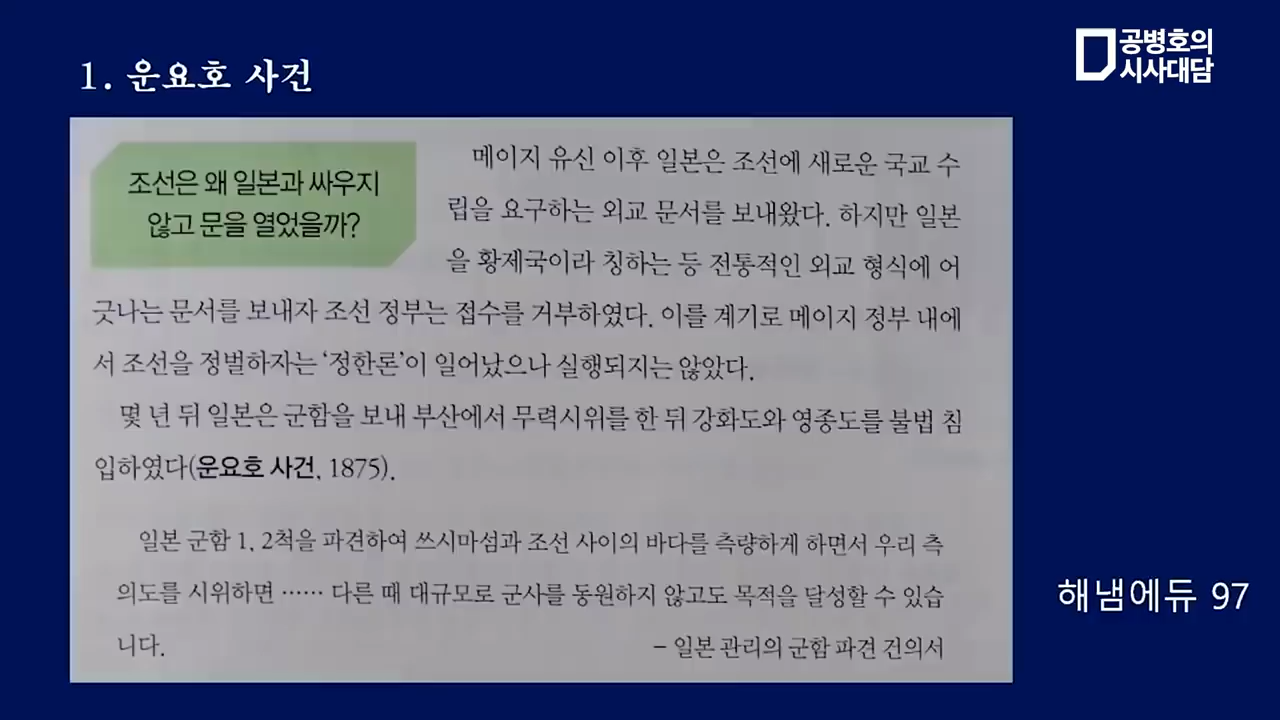 1. 운요호 사건
공병호의
시사대담
조선은 왜 일본과 싸우지
않고 문을 열었을까?
메이지 유신 이후 일본은 조선에 새로운 국교 수
립을 요구하는 외교 문서를 보내왔다. 하지만 일본
을 황제국이라 칭하는 등 전통적인 외교 형식에 어
긋나는 문서를 보내자 조선 정부는 접수를 거부하였다. 이를 계기로 메이지 정부 내에
서 조선을 정벌하자는 ‘정한론’이 일어났으나 실행되지는 않았다.
몇 년 뒤 일본은 군함을 보내 부산에서 무력시위를 한 뒤 강화도와 영종도를 불법 침
입하였다(운요호 사건, 1875).
일본 군함 1, 2척을 파견하여 쓰시마섬과 조선 사이의 바다를 측량하게 하면서 우리 측
의도를 시위하면 …… 다른 때 대규모로 군사를 동원하지 않고도 목적을 달성할 수 있습
니다.
– 일본 관리의 군함 파견 건의서
해냄에듀 97